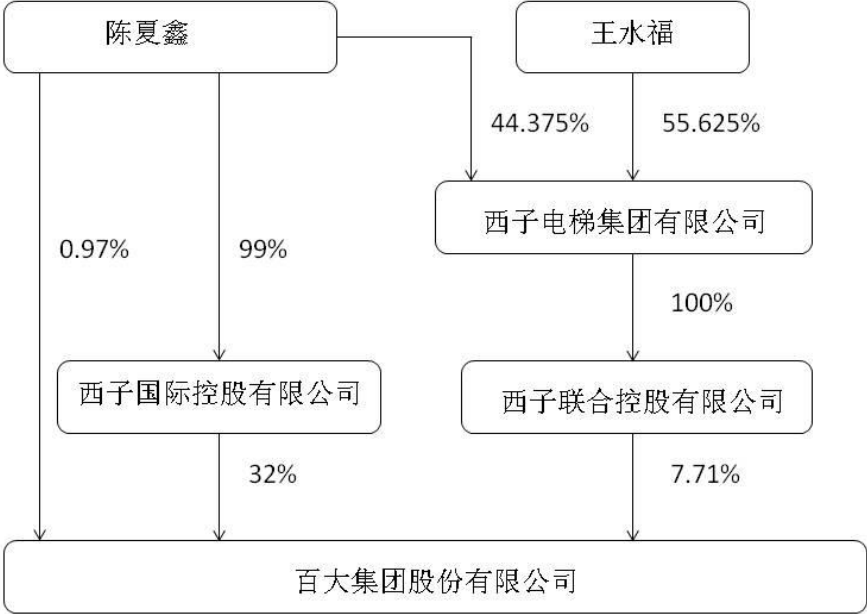 陈夏鑫
王水福
44.375%
55.625%
西子电梯集团有限公司
0.97%
99%
100%
西子国际控股有限公司
西子联合控股有限公司
32%
7.71%
百大集团股份有限公司